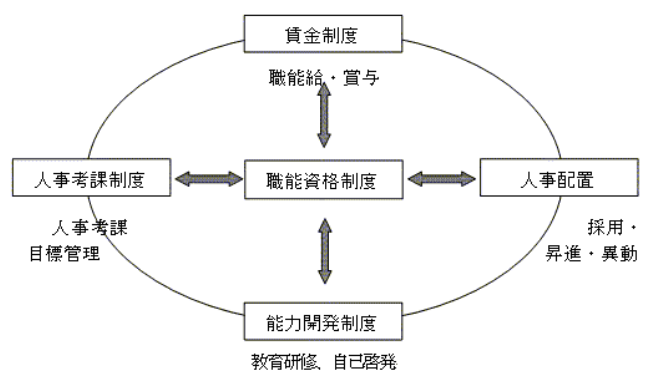 賃金制度
職能給・賞与
人事考課制度
職能資格制度
人事配置
人事考課
目標管理
採用・
昇進・異動
能力開発制度
教育研修、自己啓発